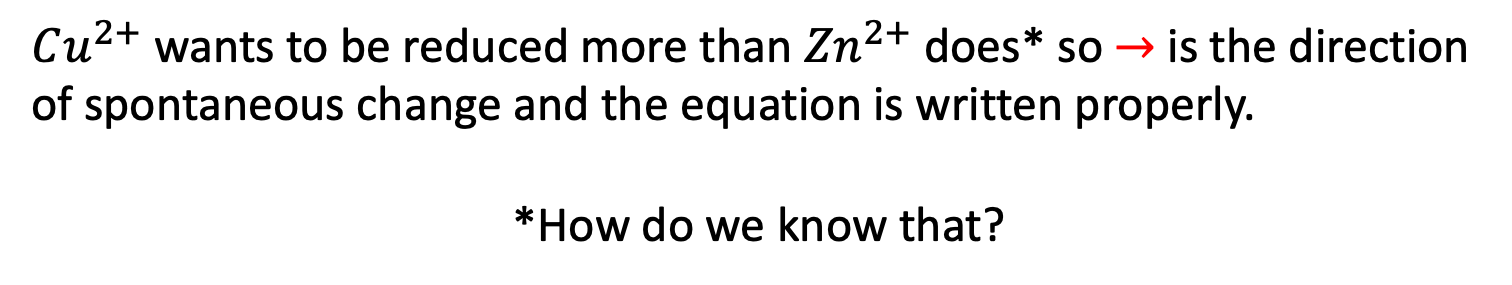 Cu²⁺ wants to be reduced more than Zn²⁺ does* so → is the direction
of spontaneous change and the equation is written properly.
*How do we know that?